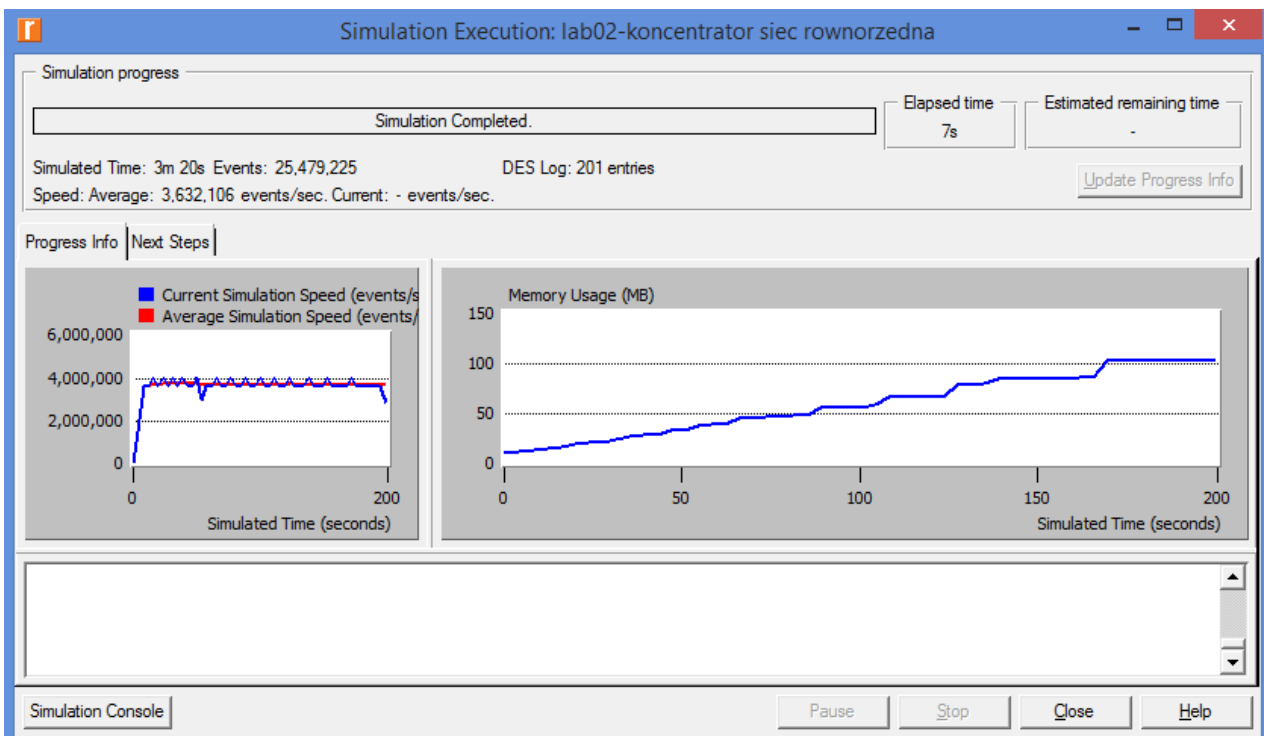 r
Simulation Execution: lab02-koncentrator siec rownorzedna
Simulation progress
Simulation Completed.
Elapsed time
7s
Estimated remaining time
-
Simulated Time: 3m 20s Events: 25,479,225 DES Log: 201 entries
Speed: Average: 3,632,106 events/sec. Current: - events/sec.
Update Progress Info
Progress Info Next Steps
Current Simulation Speed (events/s
Average Simulation Speed (events/
6,000,000
4,000,000
2,000,000
0
0 200
Simulated Time (seconds)
Memory Usage (MB)
150
100
50
0
0 50 100 150 200
Simulated Time (seconds)
Simulation Console Pause Stop Close Help